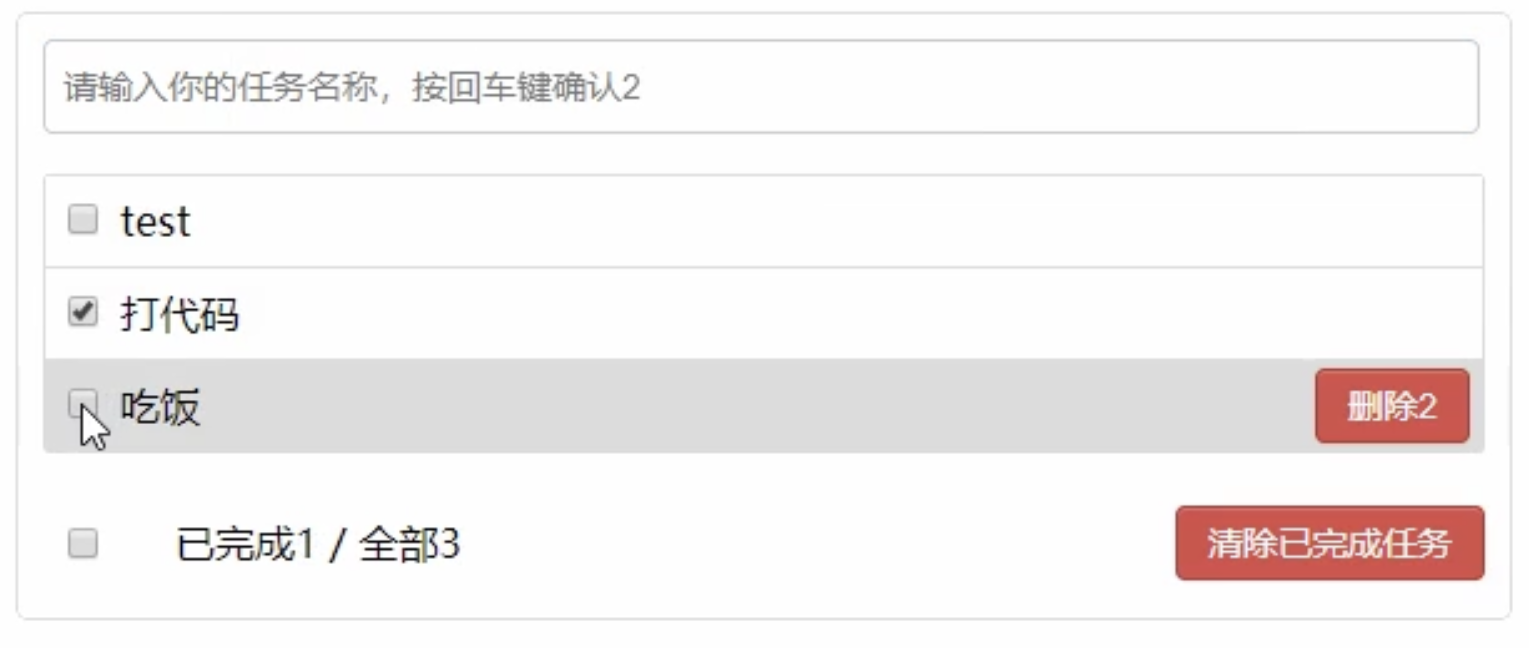 请输入你的任务名称，按回车键确认2
test
打代码
吃饭 删除2
已完成1 / 全部3 清除已完成任务